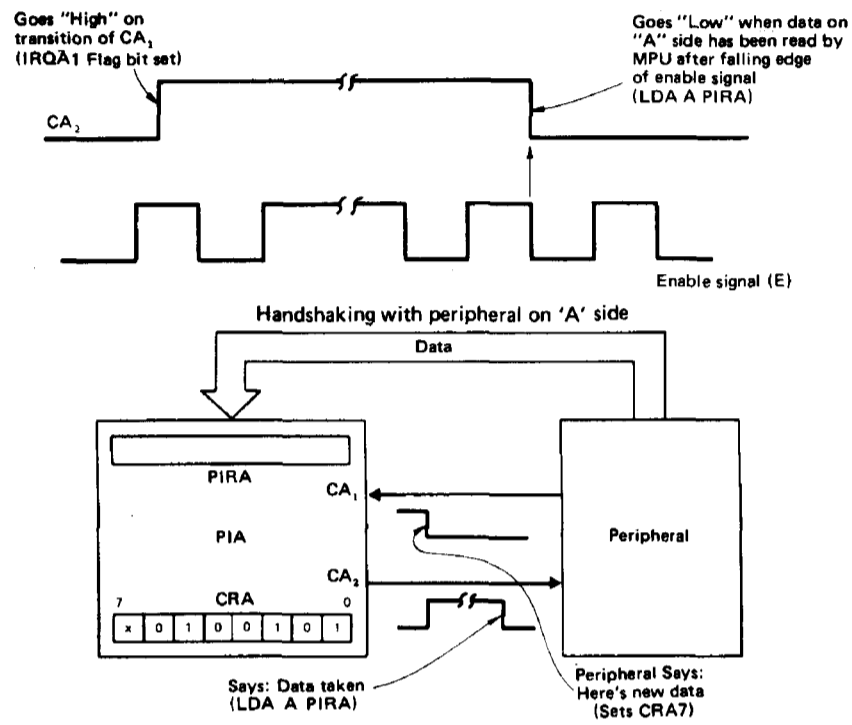 Goes "High" on
transition of CA₁
(IRQA1 Flag bit set)
Goes "Low" when data on
"A" side has been read by
MPU after falling edge
of enable signal
(LDA A PIRA)
CA₂
Enable signal (E)
Handshaking with peripheral on 'A' side
Data
PIRA
CA₁
PIA
Peripheral
CA₂
7 CRA 0
x 0 1 0 0 1 0 1
Says: Data taken
(LDA A PIRA)
Peripheral Says:
Here's new data
(Sets CRA7)